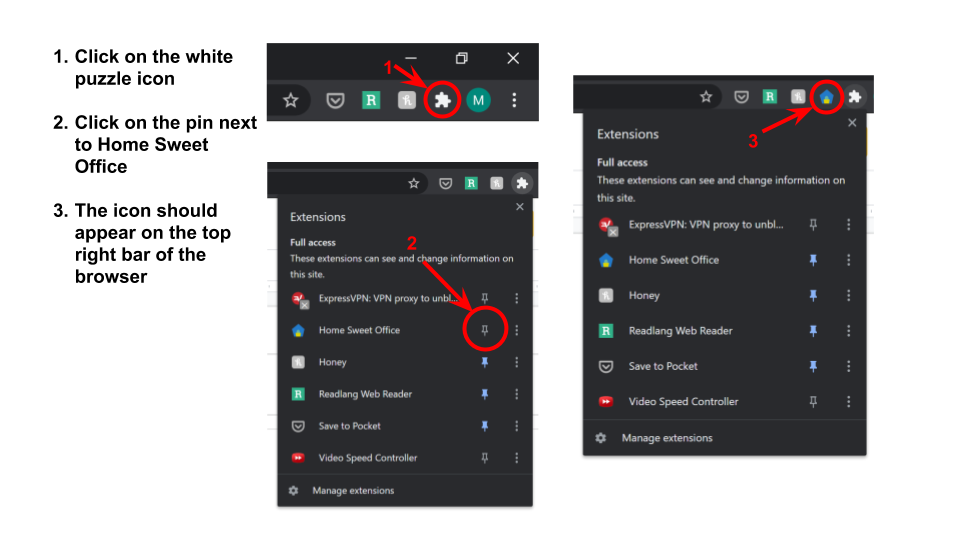 1. Click on the white
puzzle icon
2. Click on the pin next
to Home Sweet
Office
3. The icon should
appear on the top
right bar of the
browser
1
R
M
R
Extensions
Full access
2
These extensions can see and change information on
this site.
ExpressVPN: VPN proxy to unbl...
Home Sweet Office
Honey
R Readlang Web Reader
Save to Pocket
Video Speed Controller
Manage extensions
R
3
Extensions
Full access
These extensions can see and change information on
this site.
ExpressVPN: VPN proxy to unbl...
Home Sweet Office
Honey
R Readlang Web Reader
Save to Pocket
Video Speed Controller
Manage extensions